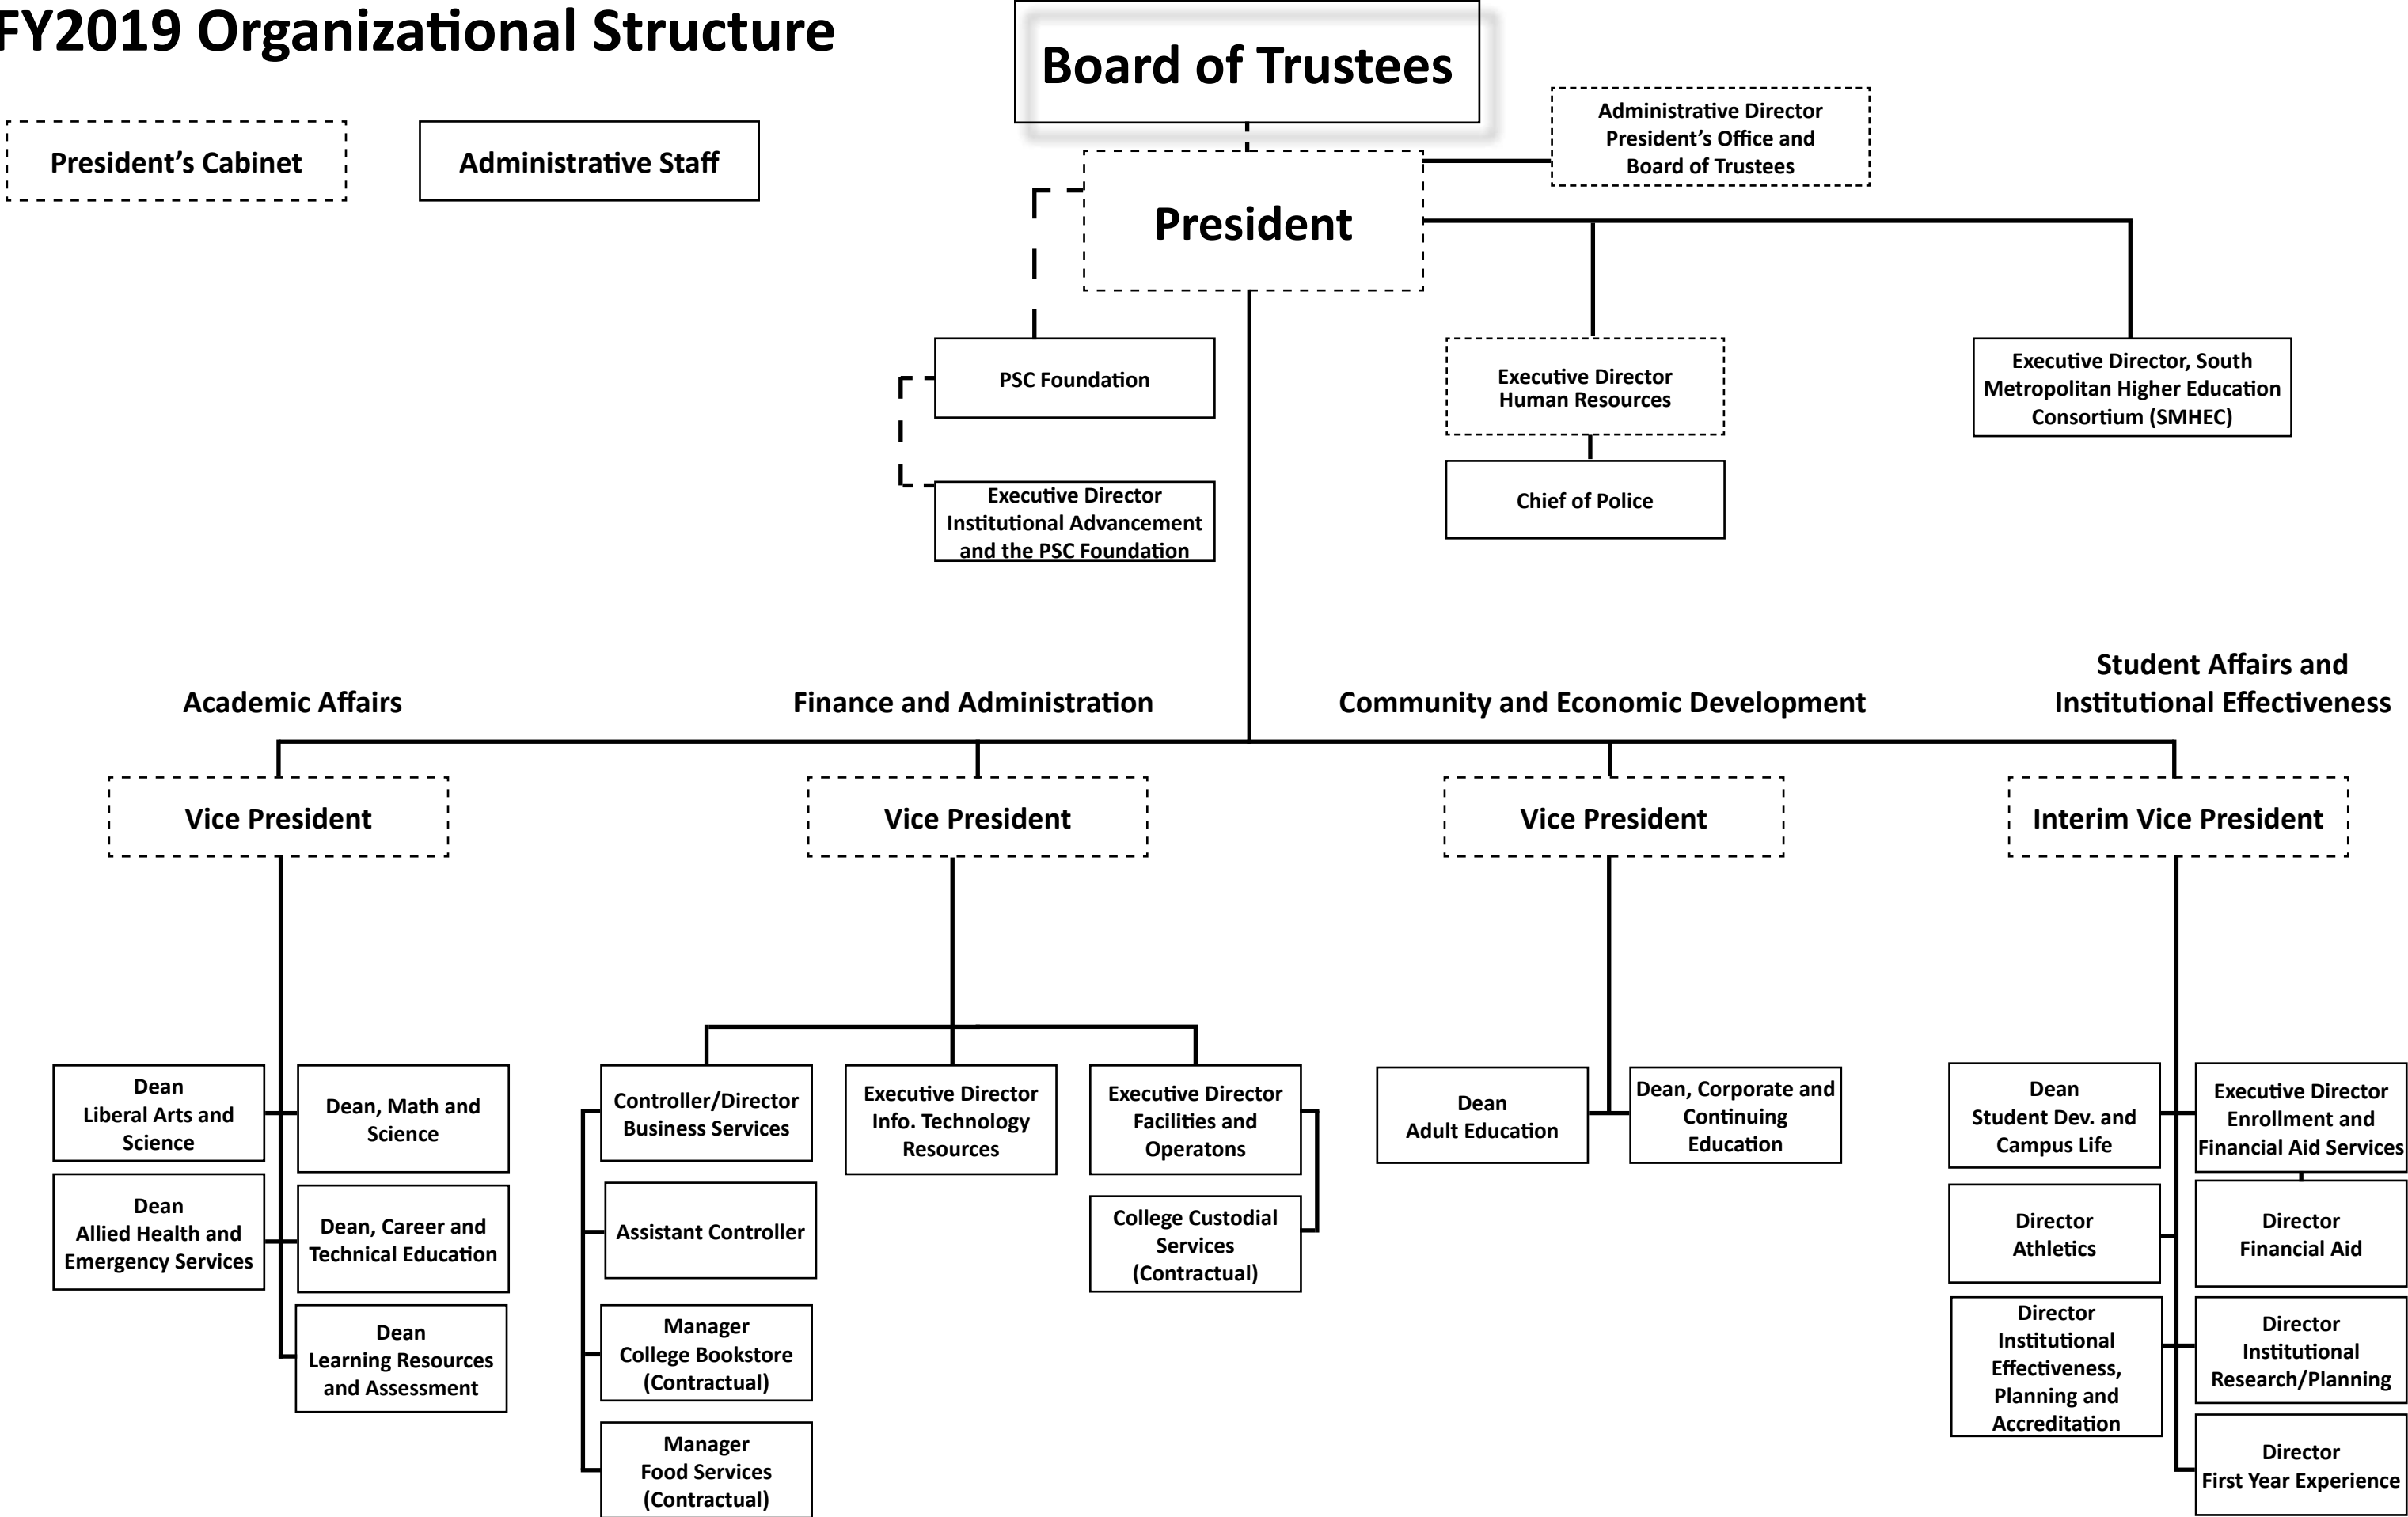 FY2019 Organizational Structure
Board of Trustees
President's Cabinet
Administrative Staff
Administrative Director
President's Office and
Board of Trustees
President
PSC Foundation
Executive Director
Human Resources
Executive Director, South
Metropolitan Higher Education
Consortium (SMHEC)
Executive Director
Institutional Advancement
and the PSC Foundation
Chief of Police
Academic Affairs
Finance and Administration
Community and Economic Development
Student Affairs and
Institutional Effectiveness
Vice President
Vice President
Vice President
Interim Vice President
Dean
Liberal Arts and
Science
Dean, Math and
Science
Dean
Allied Health and
Emergency Services
Dean, Career and
Technical Education
Dean
Learning Resources
and Assessment
Controller/Director
Business Services
Executive Director
Info. Technology
Resources
Executive Director
Facilities and
Operatons
Assistant Controller
College Custodial
Services
(Contractual)
Manager
College Bookstore
(Contractual)
Manager
Food Services
(Contractual)
Dean
Adult Education
Dean, Corporate and
Continuing
Education
Dean
Student Dev. and
Campus Life
Executive Director
Enrollment and
Financial Aid Services
Director
Athletics
Director
Financial Aid
Director
Institutional
Effectiveness,
Planning and
Accreditation
Director
Institutional
Research/Planning
Director
First Year Experience